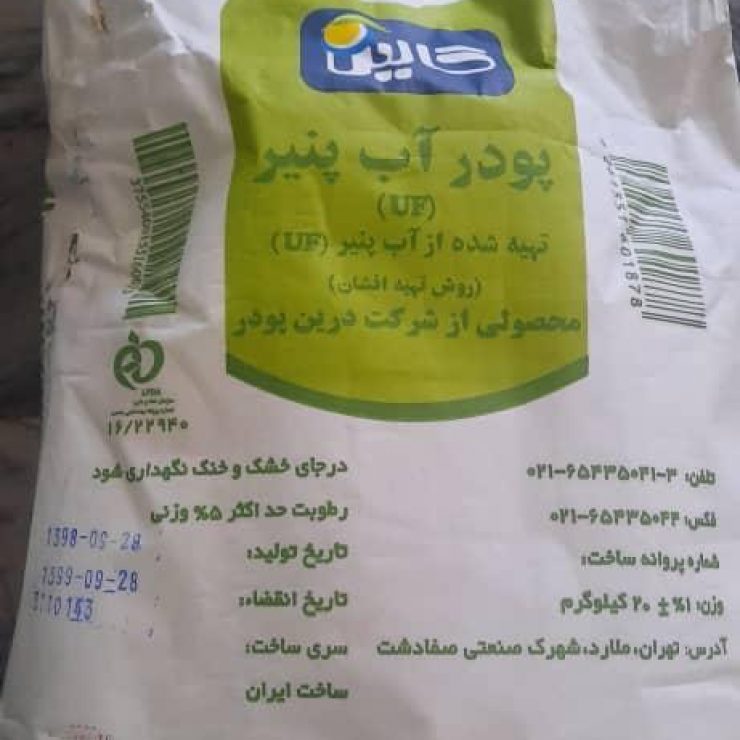 پودر آب پنیر
(UF)
تهیه شده از آب پنیر (UF)
(روش تهیه افشان)
محصولی از شرکت درین پودر
۱۶/۲۲۹۴۰
تلفن: ۳-۰۲۱-۶۵۴۳۵۰۴۱
فکس: ۰۲۱-۶۵۴۳۵۰۴۴
شماره پروانه ساخت:
وزن: ۱%± ۲۰ کیلوگرم
آدرس: تهران، ملارد، شهرک صنعتی صفادشت
درجای خشک و خنک نگهداری شود
رطوبت حداکثر ۵% وزنی
تاریخ تولید: 1398-09-28
تاریخ انقضاء: 1399-09-28
سری ساخت:
ساخت ایران